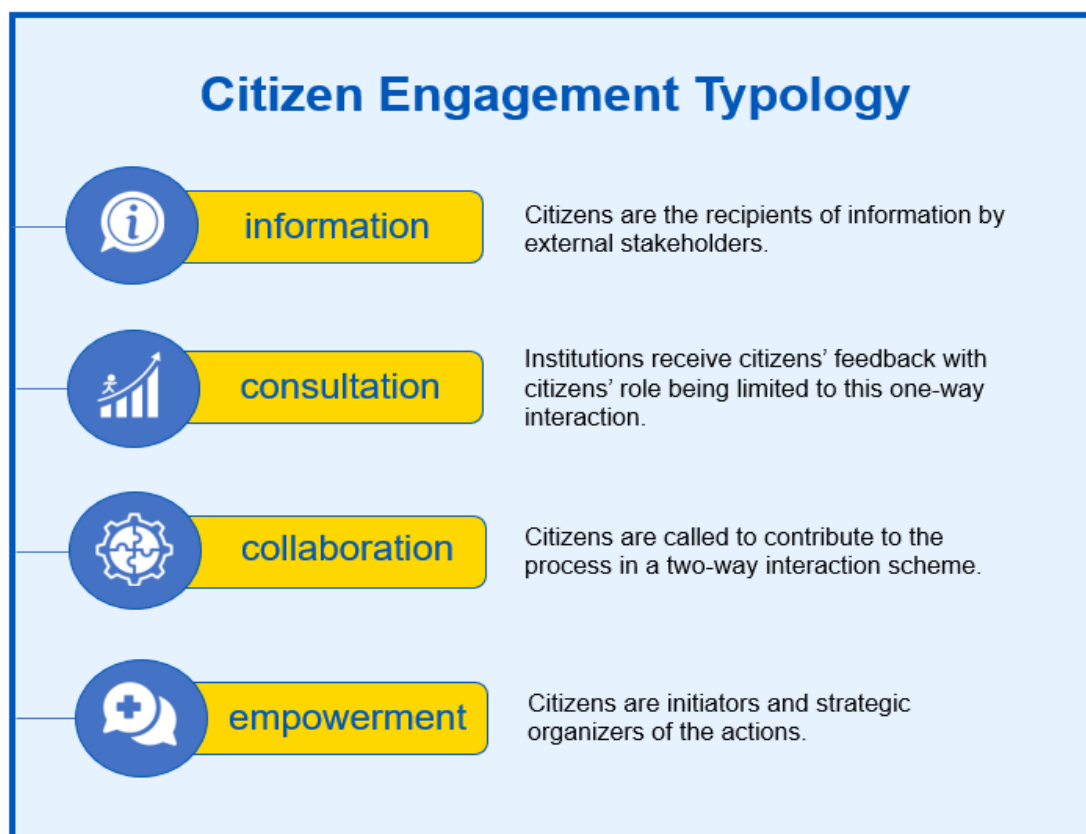 Citizen Engagement Typology
information
Citizens are the recipients of information by
external stakeholders.
consultation
Institutions receive citizens’ feedback with
citizens’ role being limited to this one-way
interaction.
collaboration
Citizens are called to contribute to the
process in a two-way interaction scheme.
empowerment
Citizens are initiators and strategic
organizers of the actions.